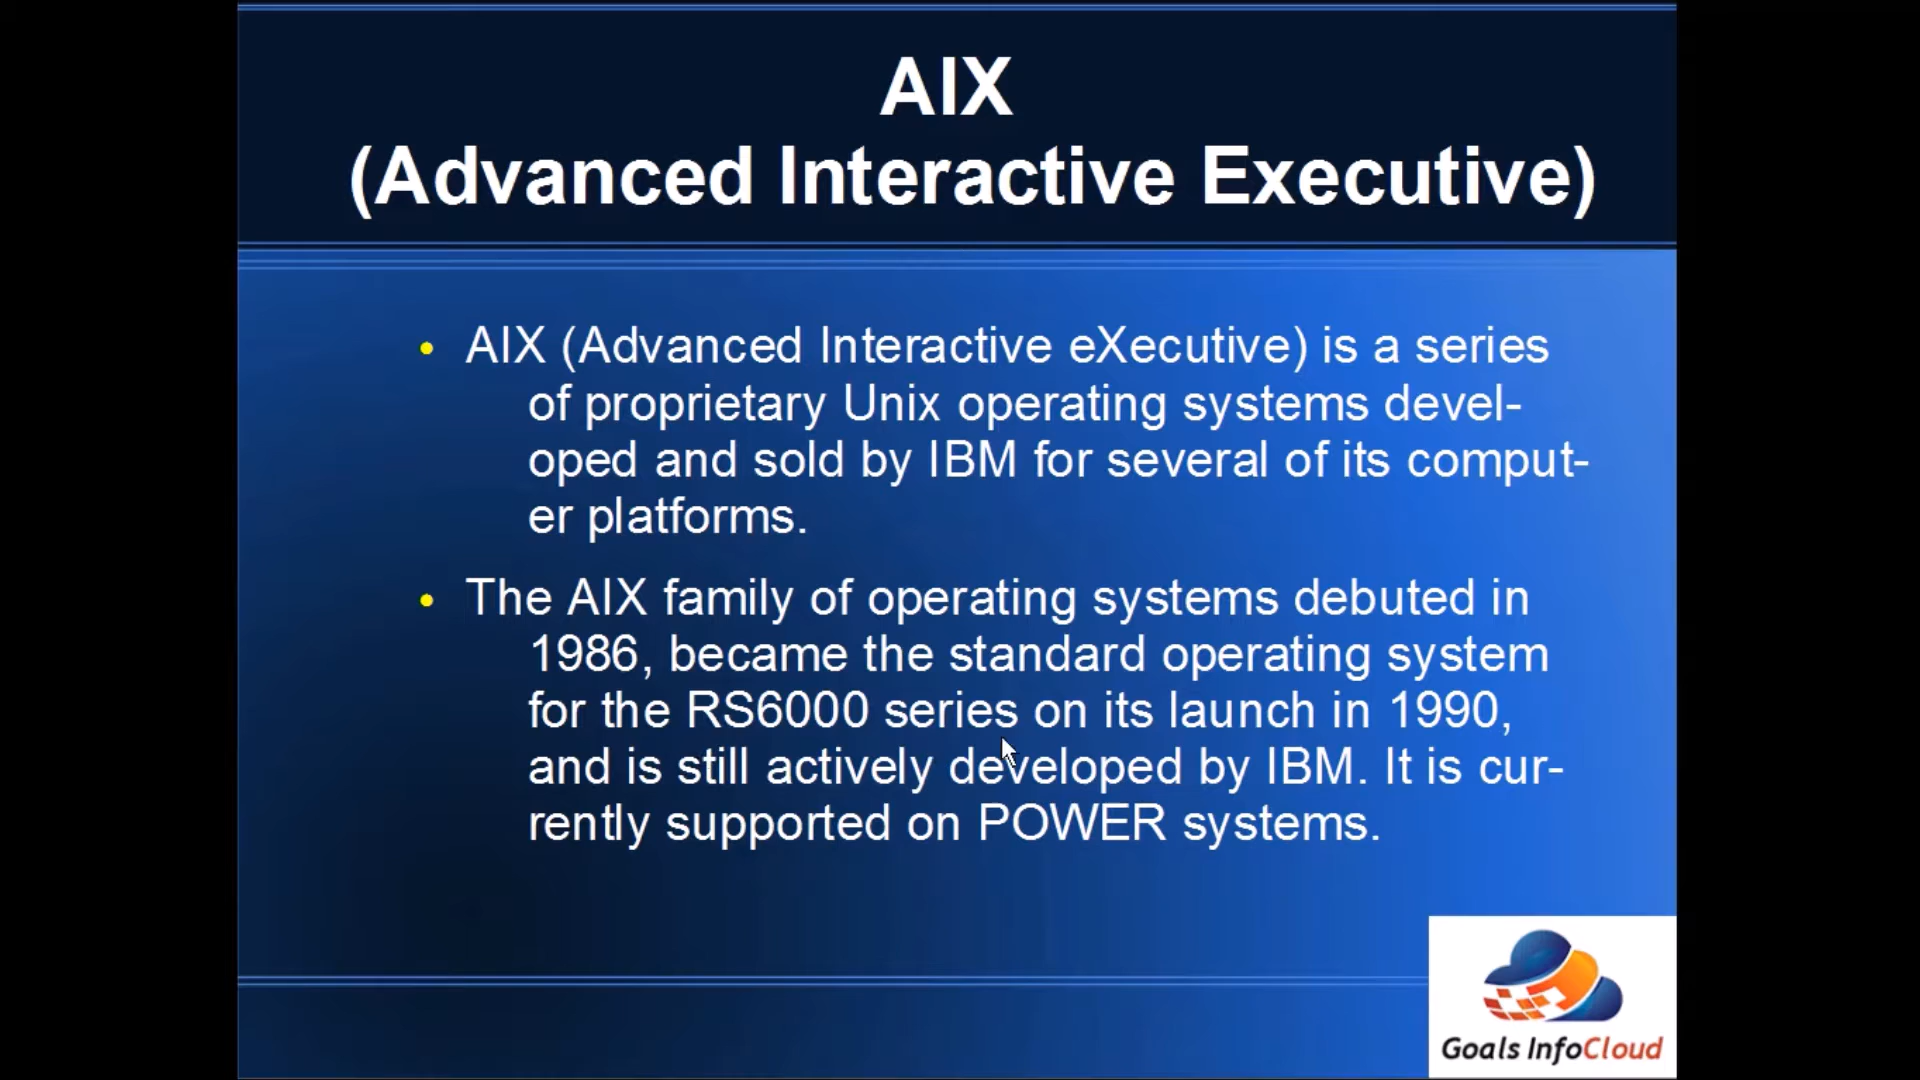 AIX
(Advanced Interactive Executive)
• AIX (Advanced Interactive eXecutive) is a series
of proprietary Unix operating systems devel-
oped and sold by IBM for several of its comput-
er platforms.
• The AIX family of operating systems debuted in
1986, became the standard operating system
for the RS6000 series on its launch in 1990,
and is still actively developed by IBM. It is cur-
rently supported on POWER systems.
Goals InfoCloud